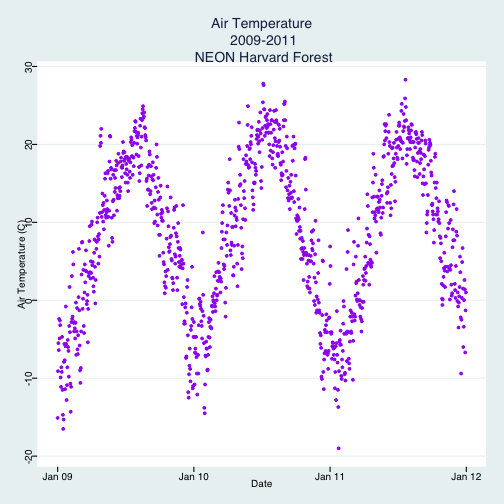 Air Temperature
2009-2011
NEON Harvard Forest
30
20
10
0
-10
-20
Air Temperature (C)
Jan 09
Jan 10
Jan 11
Jan 12
Date